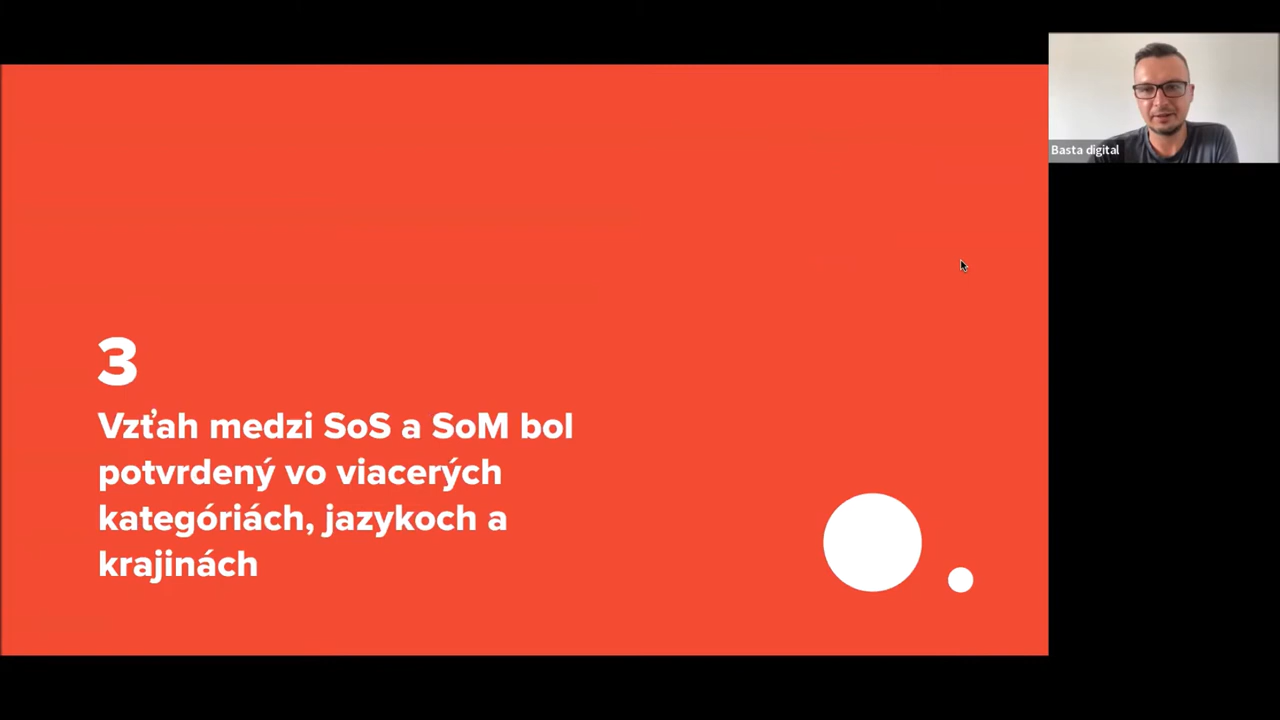 3
Vzťah medzi SoS a SoM bol
potvrdený vo viacerých
kategóriách, jazykoch a
krajinách
Basta digital